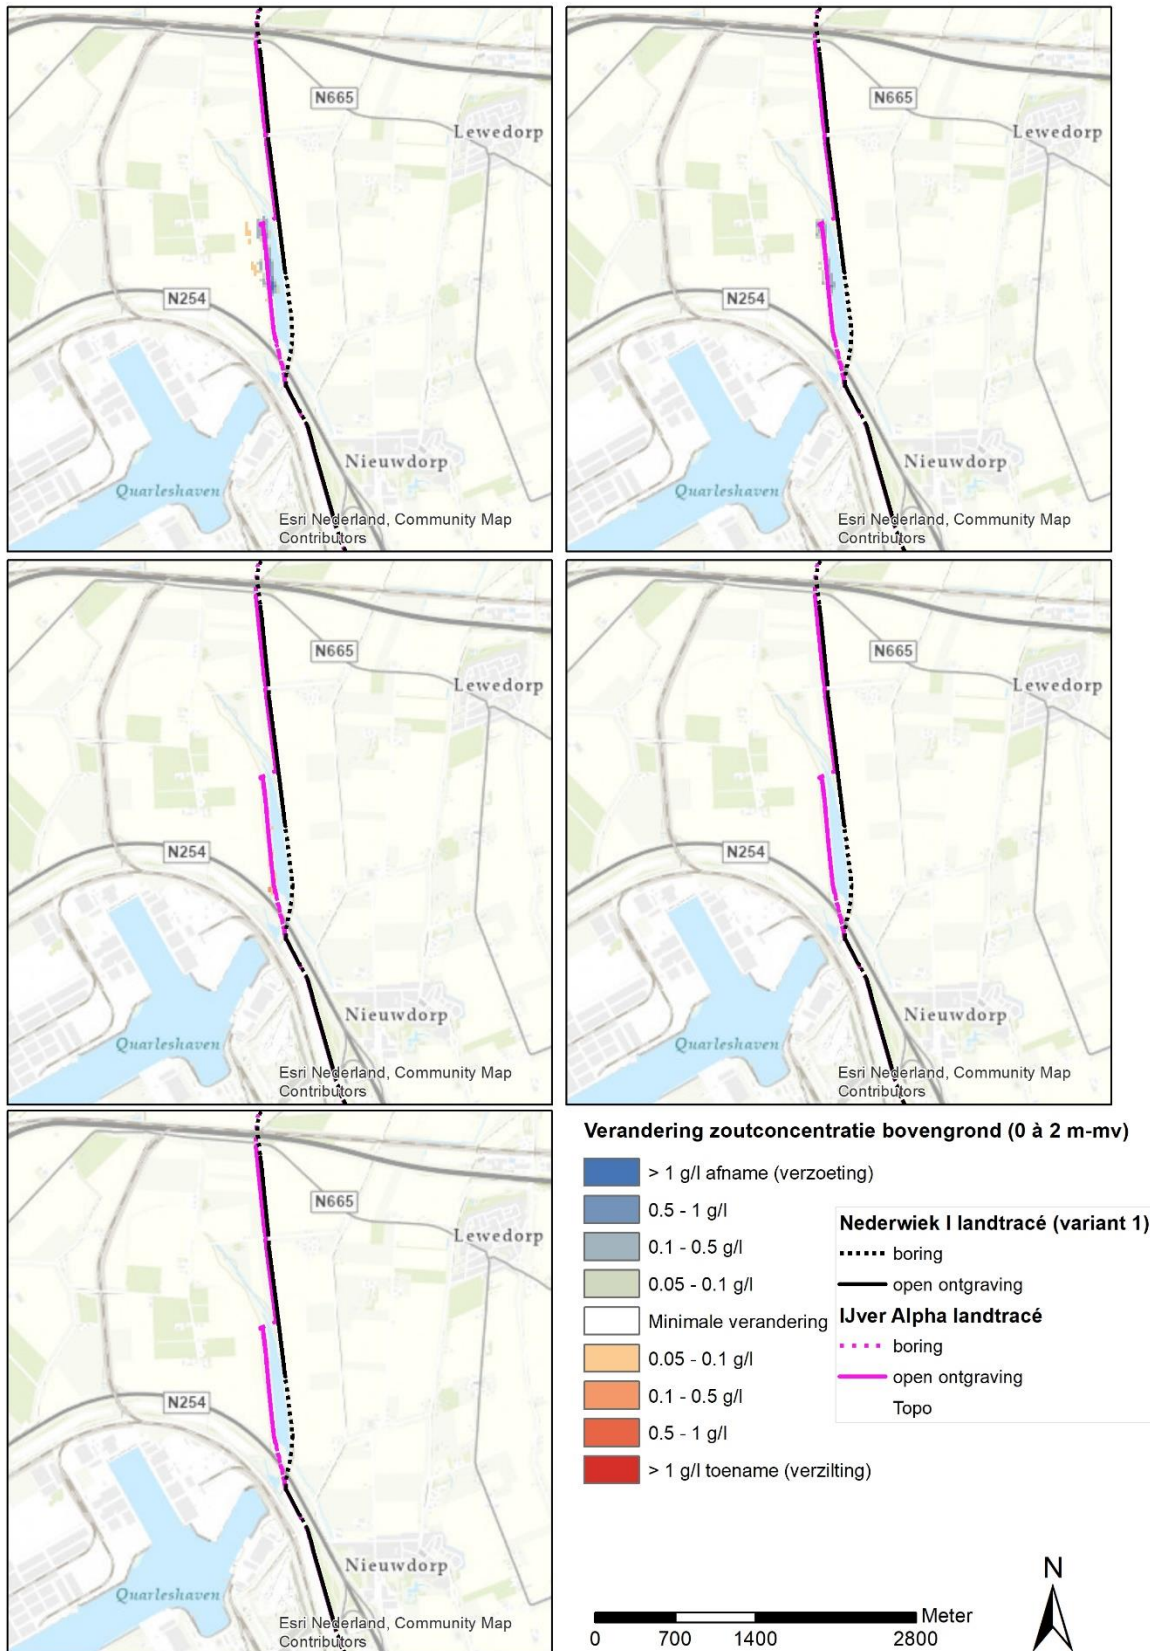 N665
Lewedorp
N254
Nieuwdorp
Quarleshaven
Esri Nederland, Community Map
Contributors
N665
Lewedorp
N254
Nieuwdorp
Quarleshaven
Esri Nederland, Community Map
Contributors
N665
Lewedorp
N254
Nieuwdorp
Quarleshaven
Esri Nederland, Community Map
Contributors
N665
Lewedorp
N254
Nieuwdorp
Quarleshaven
Esri Nederland, Community Map
Contributors
N665
Lewedorp
N254
Nieuwdorp
Quarleshaven
Esri Nederland, Community Map
Contributors
Verandering zoutconcentratie bovengrond (0 à 2 m-mv)
> 1 g/l afname (verzoeting)
0.5 - 1 g/l
0.1 - 0.5 g/l
0.05 - 0.1 g/l
Minimale verandering
0.05 - 0.1 g/l
0.1 - 0.5 g/l
0.5 - 1 g/l
> 1 g/l toename (verzilting)
Nederwiek I landtracé (variant 1)
boring
open ontgraving
IJver Alpha landtracé
boring
open ontgraving
Topo
Meter
0 700 1400 2800
N